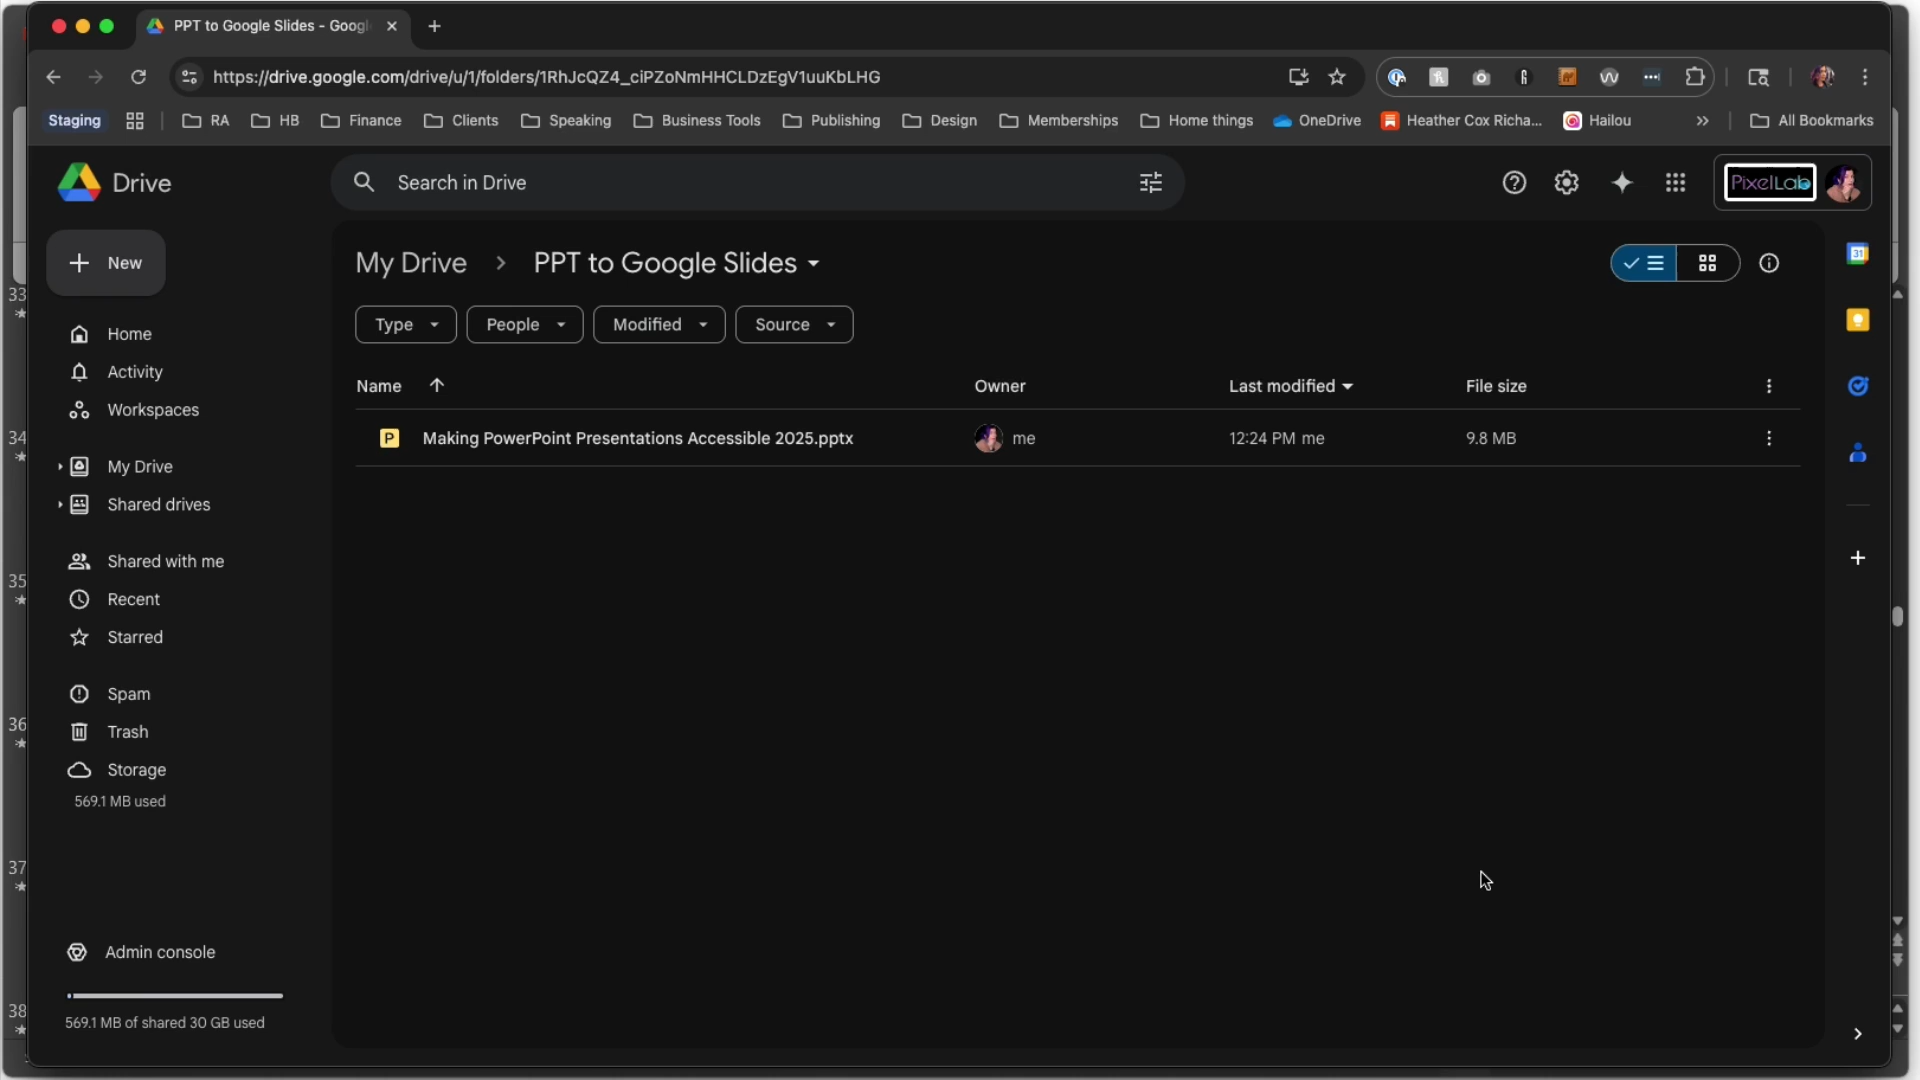 PPT to Google Slides - Googl
https://drive.google.com/drive/u/1/folders/1RhJcQZ4_ciPZoNmHHCLDzEgV1uuKbLHG
Staging
RA
HB
Finance
Clients
Speaking
Business Tools
Publishing
Design
Memberships
Home things
OneDrive
Heather Cox Richa...
Hailou
All Bookmarks
Drive
Search in Drive
PixelLab
New
My Drive
PPT to Google Slides
Type
People
Modified
Source
Name
Owner
Last modified
File size
P
Making PowerPoint Presentations Accessible 2025.pptx
me
12:24 PM me
9.8 MB
Home
Activity
Workspaces
My Drive
Shared drives
Shared with me
Recent
Starred
Spam
Trash
Storage
569.1 MB used
Admin console
569.1 MB of shared 30 GB used
31
33
34
35
36
37
38